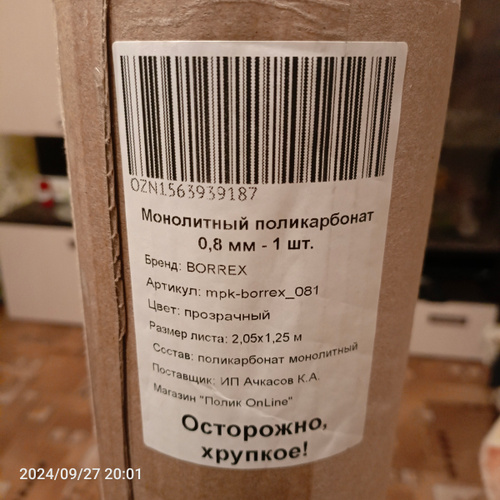 OZN1563939187
Монолитный поликарбонат
0,8 мм - 1 шт.
Бренд: BORREX
Артикул: mpk-borrex_081
Цвет: прозрачный
Размер листа: 2,05х1,25 м
Состав: поликарбонат монолитный
Поставщик: ИП Ачкасов К.А.
Магазин "Полик OnLine"
Осторожно,
хрупкое!
2024/09/27 20:01